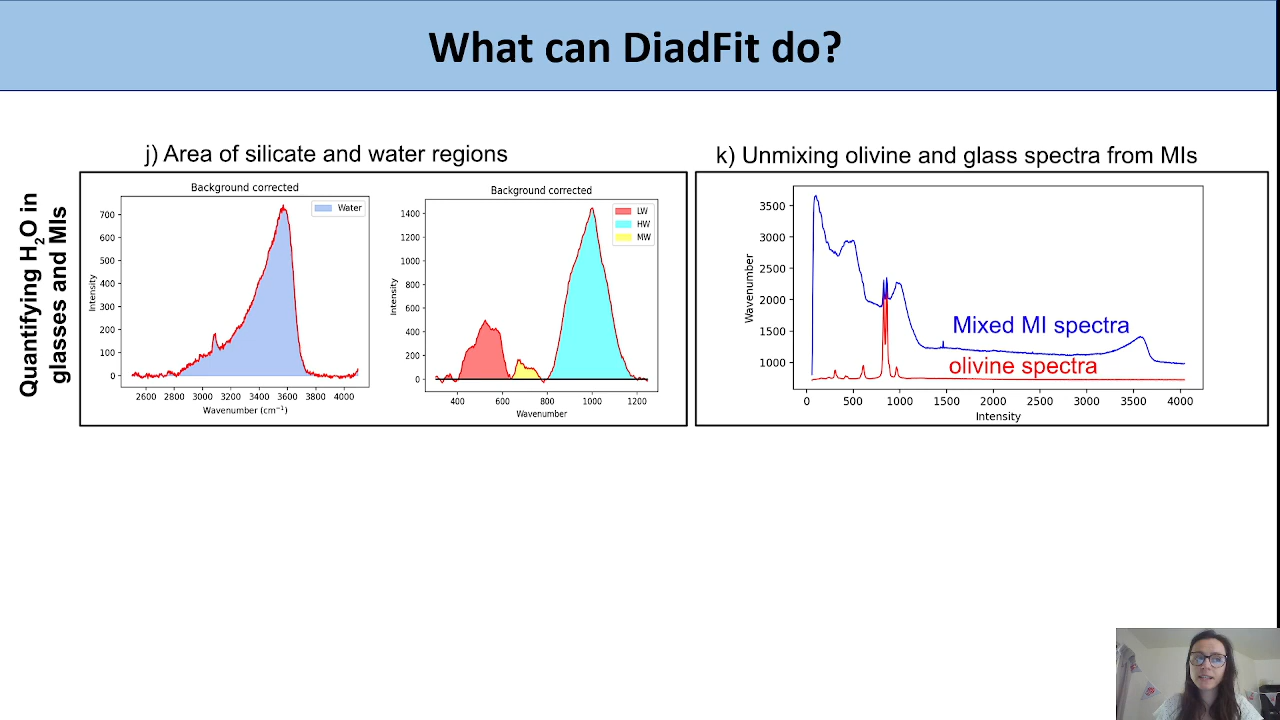 What can DiadFit do?
j) Area of silicate and water regions
k) Unmixing olivine and glass spectra from MIs
Quantifying H2O in
glasses and MIs
Background corrected
Water
700
600
500
400
300
200
100
0
Intensity
2600 2800 3000 3200 3400 3600 3800 4000
Wavenumber (cm⁻¹)
Background corrected
LW
HW
MW
1400
1200
1000
800
600
400
200
0
Intensity
400 600 800 1000 1200
Wavenumber
3500
3000
2500
2000
1500
1000
Wavenumber
Mixed MI spectra
olivine spectra
0 500 1000 1500 2000 2500 3000 3500 4000
Intensity